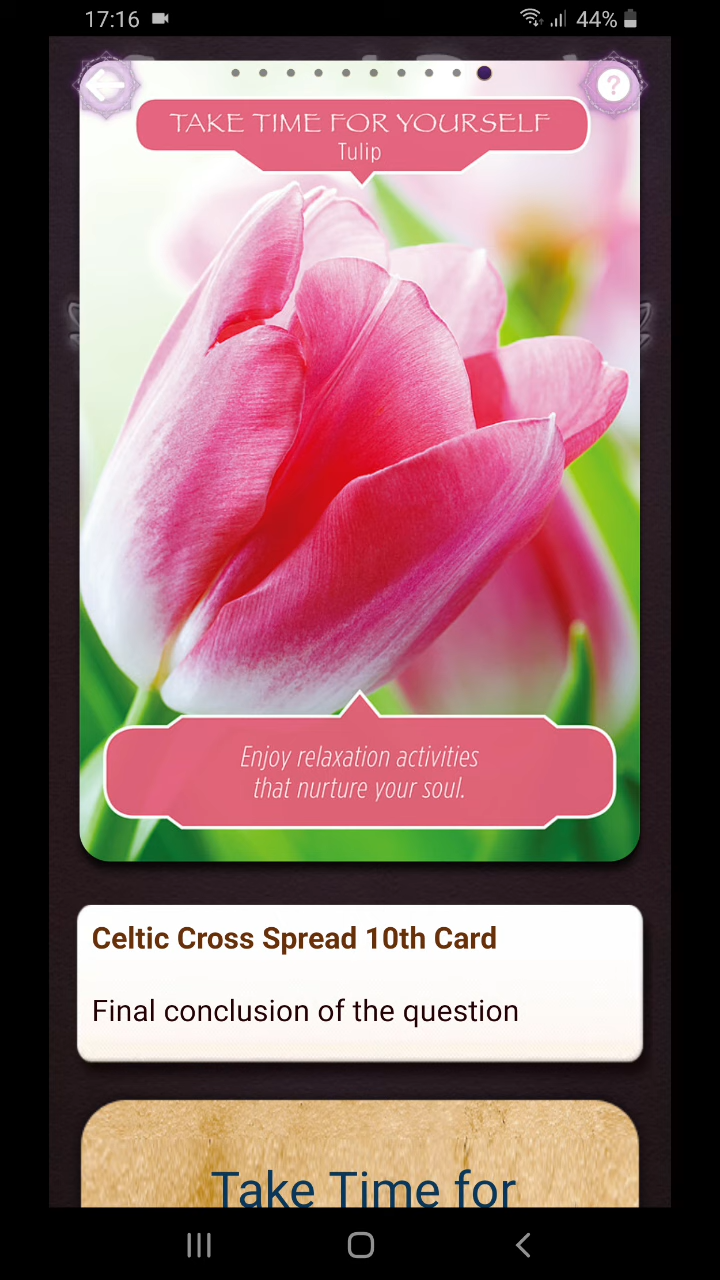 17:16
44%
?
TAKE TIME FOR YOURSELF
Tulip
Enjoy relaxation activities
that nurture your soul.
Celtic Cross Spread 10th Card
Final conclusion of the question
Take Time for